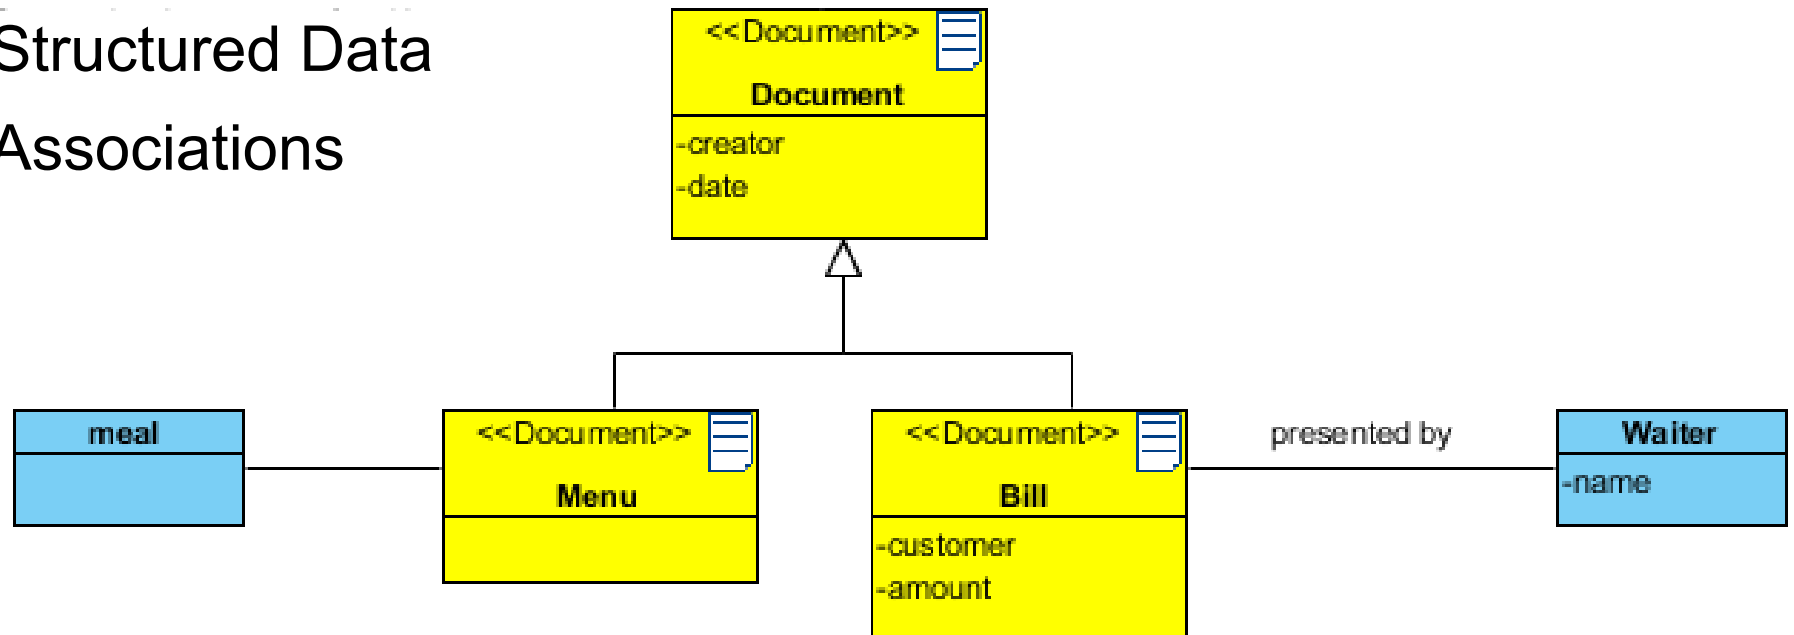 Structured Data
Associations
<<Document>>
Document
-creator
-date
meal
<<Document>>
Menu
<<Document>>
Bill
-customer
-amount
presented by
Waiter
-name